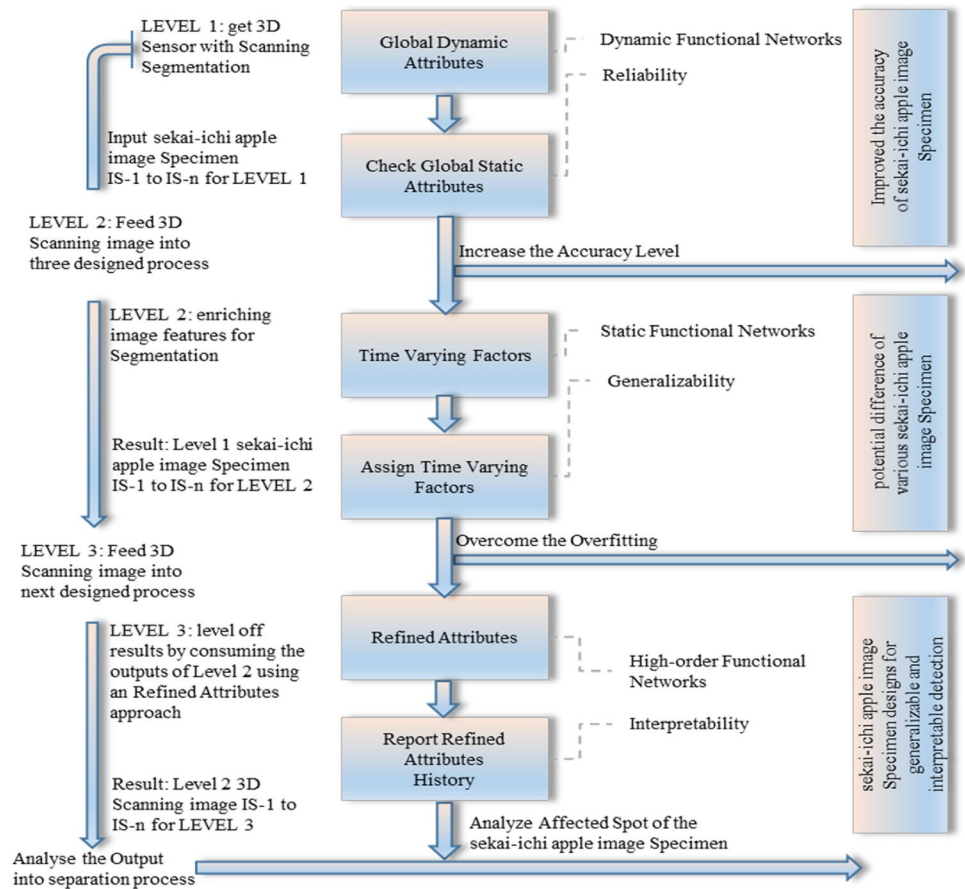 LEVEL 1: get 3D
Sensor with Scanning
Segmentation
Input sekai-ichi apple
image Specimen
IS-1 to IS-n for LEVEL 1
LEVEL 2: Feed 3D
Scanning image into
three designed process
LEVEL 2: enriching
image features for
Segmentation
Result: Level 1 sekai-ichi
apple image Specimen
IS-1 to IS-n for LEVEL 2
LEVEL 3: Feed 3D
Scanning image into
next designed process
LEVEL 3: level off
results by consuming the
outputs of Level 2 using
an Refined Attributes
approach
Result: Level 2 3D
Scanning image IS-1 to
IS-n for LEVEL 3
Analyse the Output
into separation process
Global Dynamic
Attributes
Check Global Static
Attributes
Increase the Accuracy Level
Time Varying Factors
Assign Time Varying
Factors
Overcome the Overfitting
Refined Attributes
Report Refined
Attributes
History
Analyze Affected Spot of the
sekai-ichi apple image Specimen
Dynamic Functional Networks
Reliability
Static Functional Networks
Generalizability
High-order Functional
Networks
Interpretability
Improved the accuracy
of sekai-ichi apple image
Specimen
potential difference of
various sekai-ichi apple
image Specimen
sekai-ichi apple image
Specimen designs for
generalizable and
interpretable detection